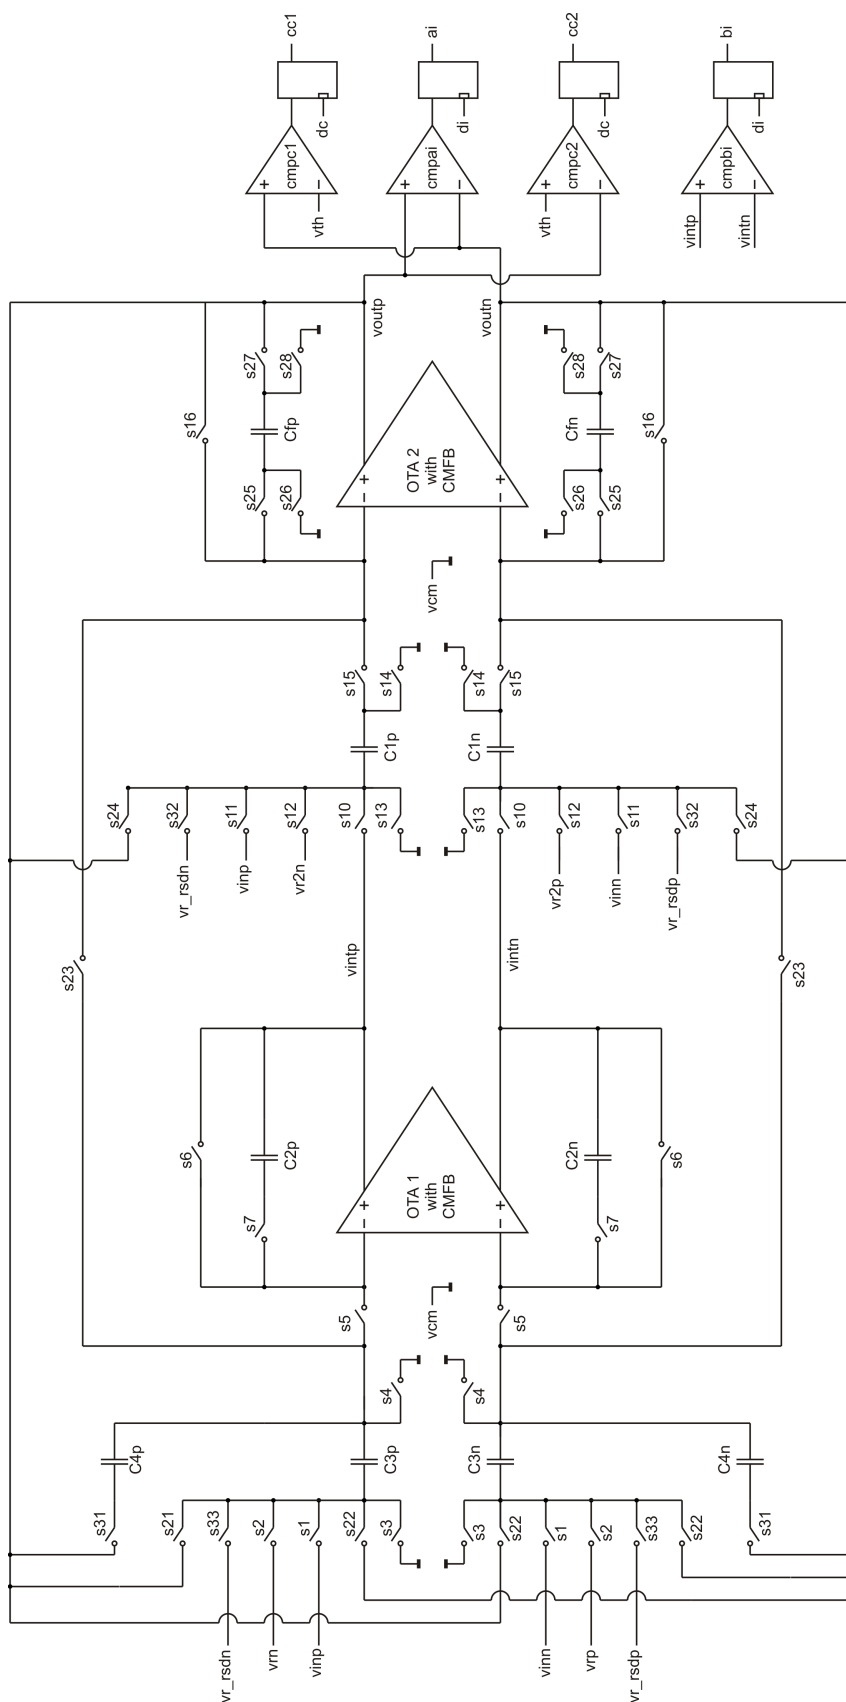 cc1
ai
cc2
bi
dc
di
dc
di
cmpc1
cmpai
cmpc2
cmpbi
+
−
+
−
+
−
+
−
vth
vth
vintp
vintn
voutp
voutn
s27
s28
s28
s27
s16
s16
Cfp
Cfn
s25
s26
s26
s25
OTA 2
with
CMFB
+
−
+
−
vcm
s15
s14
s14
s15
C1p
C1n
s24
s32
s11
s12
s10
s13
s13
s10
s12
s11
s32
s24
vr_rsdn
vinp
vr2n
vr2p
vinn
vr_rsdp
s23
s23
vintp
vintn
s6
C2p
C2n
s6
s7
s7
OTA 1
with
CMFB
+
−
+
−
s5
s5
vcm
s4
s4
C4p
C3p
C3n
C4n
s31
s21
s33
s2
s1
s22
s3
s3
s22
s1
s2
s33
s22
s31
vr_rsdn
vrn
vinp
vinn
vrp
vr_rsdp